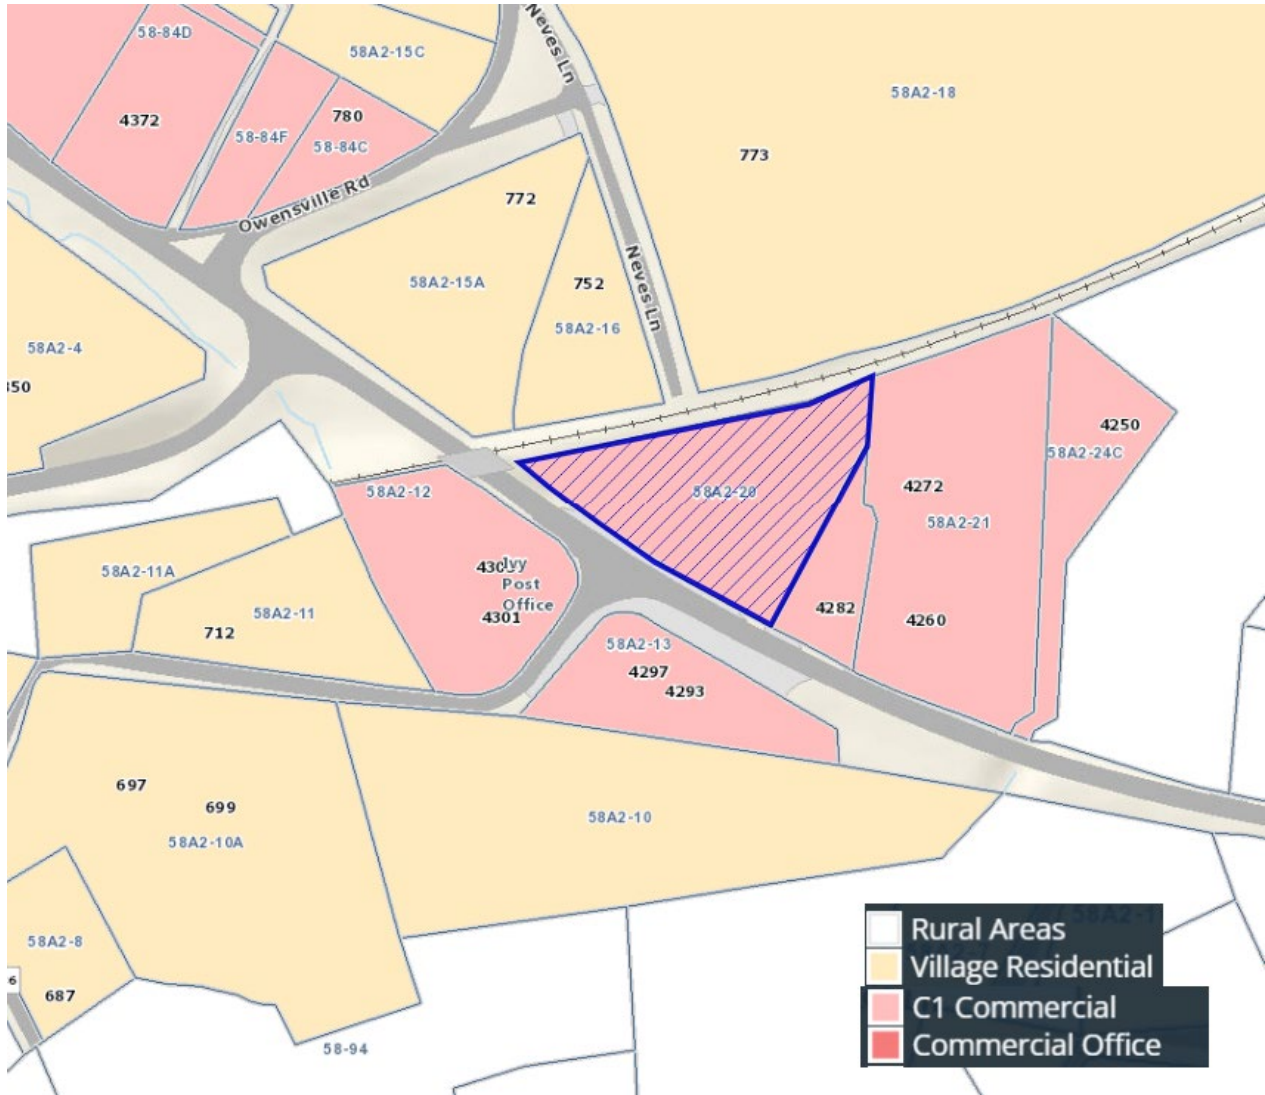 Neves Ln
58-84D
58A2-15C
58A2-18
4372
780
58-84F
58-84C
773
Owensville Rd
772
58A2-15A
752
Neves Ln
58A2-16
58A2-4
350
58A2-12
58A2-20
4250
58A2-24C
4272
58A2-21
Ivy
Post
Office
4301
58A2-11A
58A2-11
712
4282
4260
58A2-13
4297
4293
697
699
58A2-10A
58A2-10
58A2-8
6
687
58-94
Rural Areas
Village Residential
C1 Commercial
Commercial Office